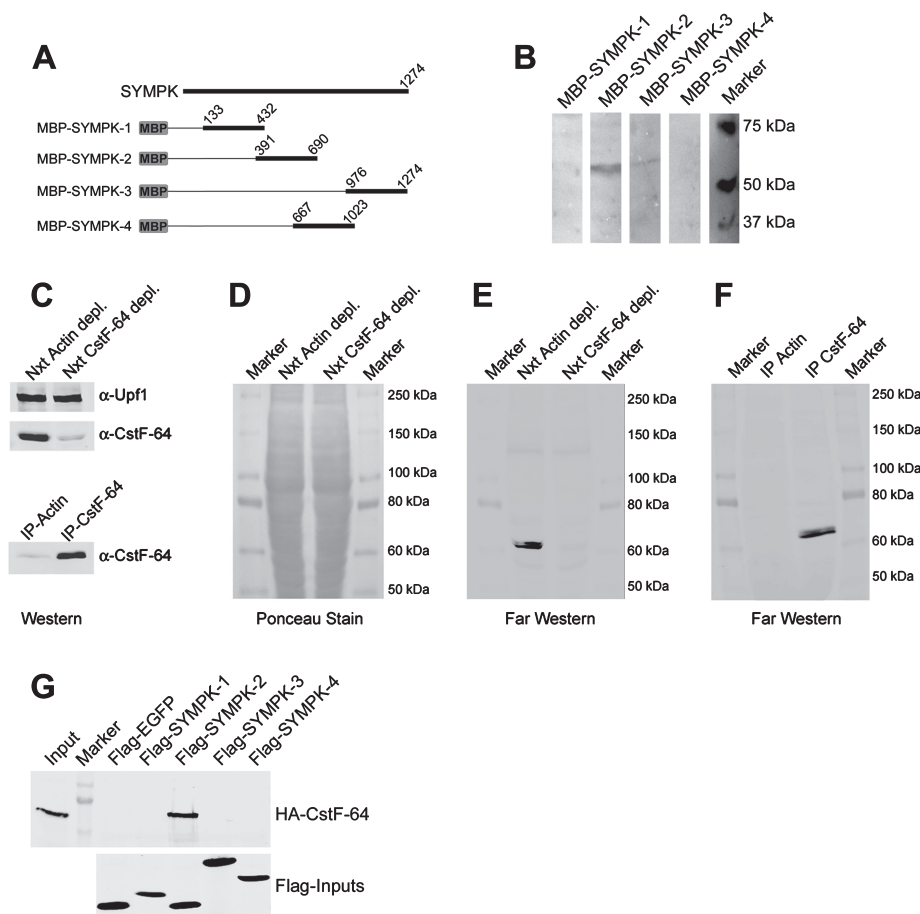 A
SYMPK
1274
MBP-SYMPK-1
MBP
133
432
MBP-SYMPK-2
MBP
391
690
MBP-SYMPK-3
MBP
976
1274
MBP-SYMPK-4
MBP
667
1023
B
MBP-SYMPK-1
MBP-SYMPK-2
MBP-SYMPK-3
MBP-SYMPK-4
Marker
75 kDa
50 kDa
37 kDa
C
Nxt Actin depl.
Nxt CstF-64 depl.
α-Upf1
α-CstF-64
IP-Actin
IP-CstF-64
α-CstF-64
Western
D
Marker
Nxt Actin depl.
Nxt CstF-64 depl.
Marker
250 kDa
150 kDa
100 kDa
80 kDa
60 kDa
50 kDa
Ponceau Stain
E
Marker
Nxt Actin depl.
Nxt CstF-64 depl.
Marker
250 kDa
150 kDa
100 kDa
80 kDa
60 kDa
50 kDa
Far Western
F
Marker
IP Actin
IP CstF-64
Marker
250 kDa
150 kDa
100 kDa
80 kDa
60 kDa
50 kDa
Far Western
G
Input
Marker
Flag-EGFP
Flag-SYMPK-1
Flag-SYMPK-2
Flag-SYMPK-3
Flag-SYMPK-4
HA-CstF-64
Flag-Inputs